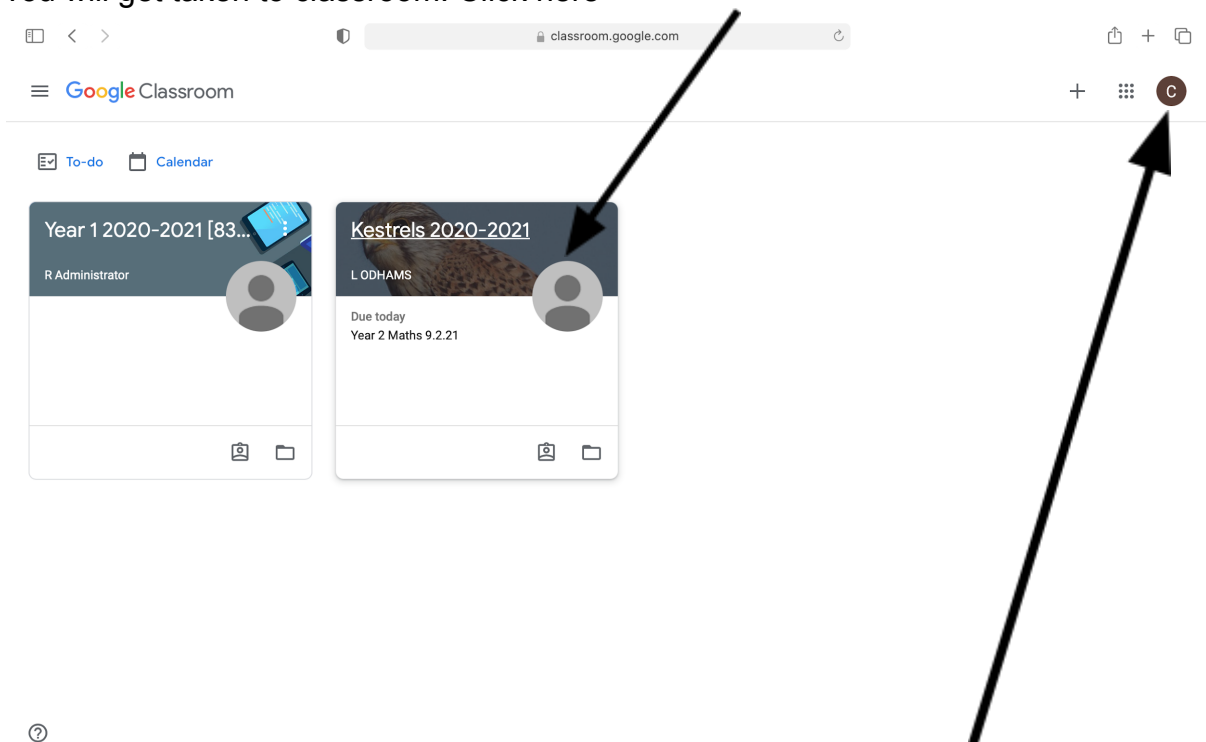 You will get taken to classroom. Click here
classroom.google.com
Google Classroom
C
To-do Calendar
Year 1 2020-2021 [83...
R Administrator
Kestrels 2020-2021
L ODHAMS
Due today
Year 2 Maths 9.2.21